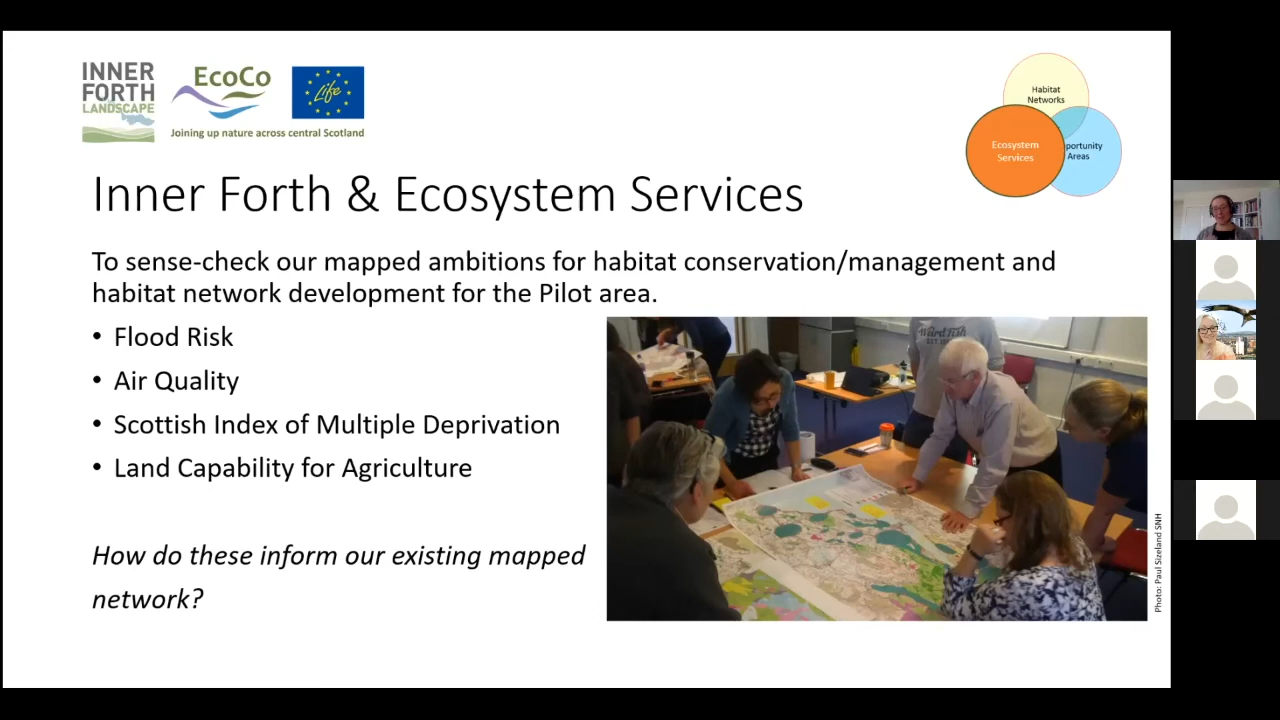 INNER
FORTH
LANDSCAPE
EcoCo
Life
Joining up nature across central Scotland
Habitat
Networks
Ecosystem
Services
portunity
Areas
Inner Forth & Ecosystem Services
To sense-check our mapped ambitions for habitat conservation/management and
habitat network development for the Pilot area.
• Flood Risk
• Air Quality
• Scottish Index of Multiple Deprivation
• Land Capability for Agriculture
How do these inform our existing mapped
network?
Photo: Paul Sizeland SNH